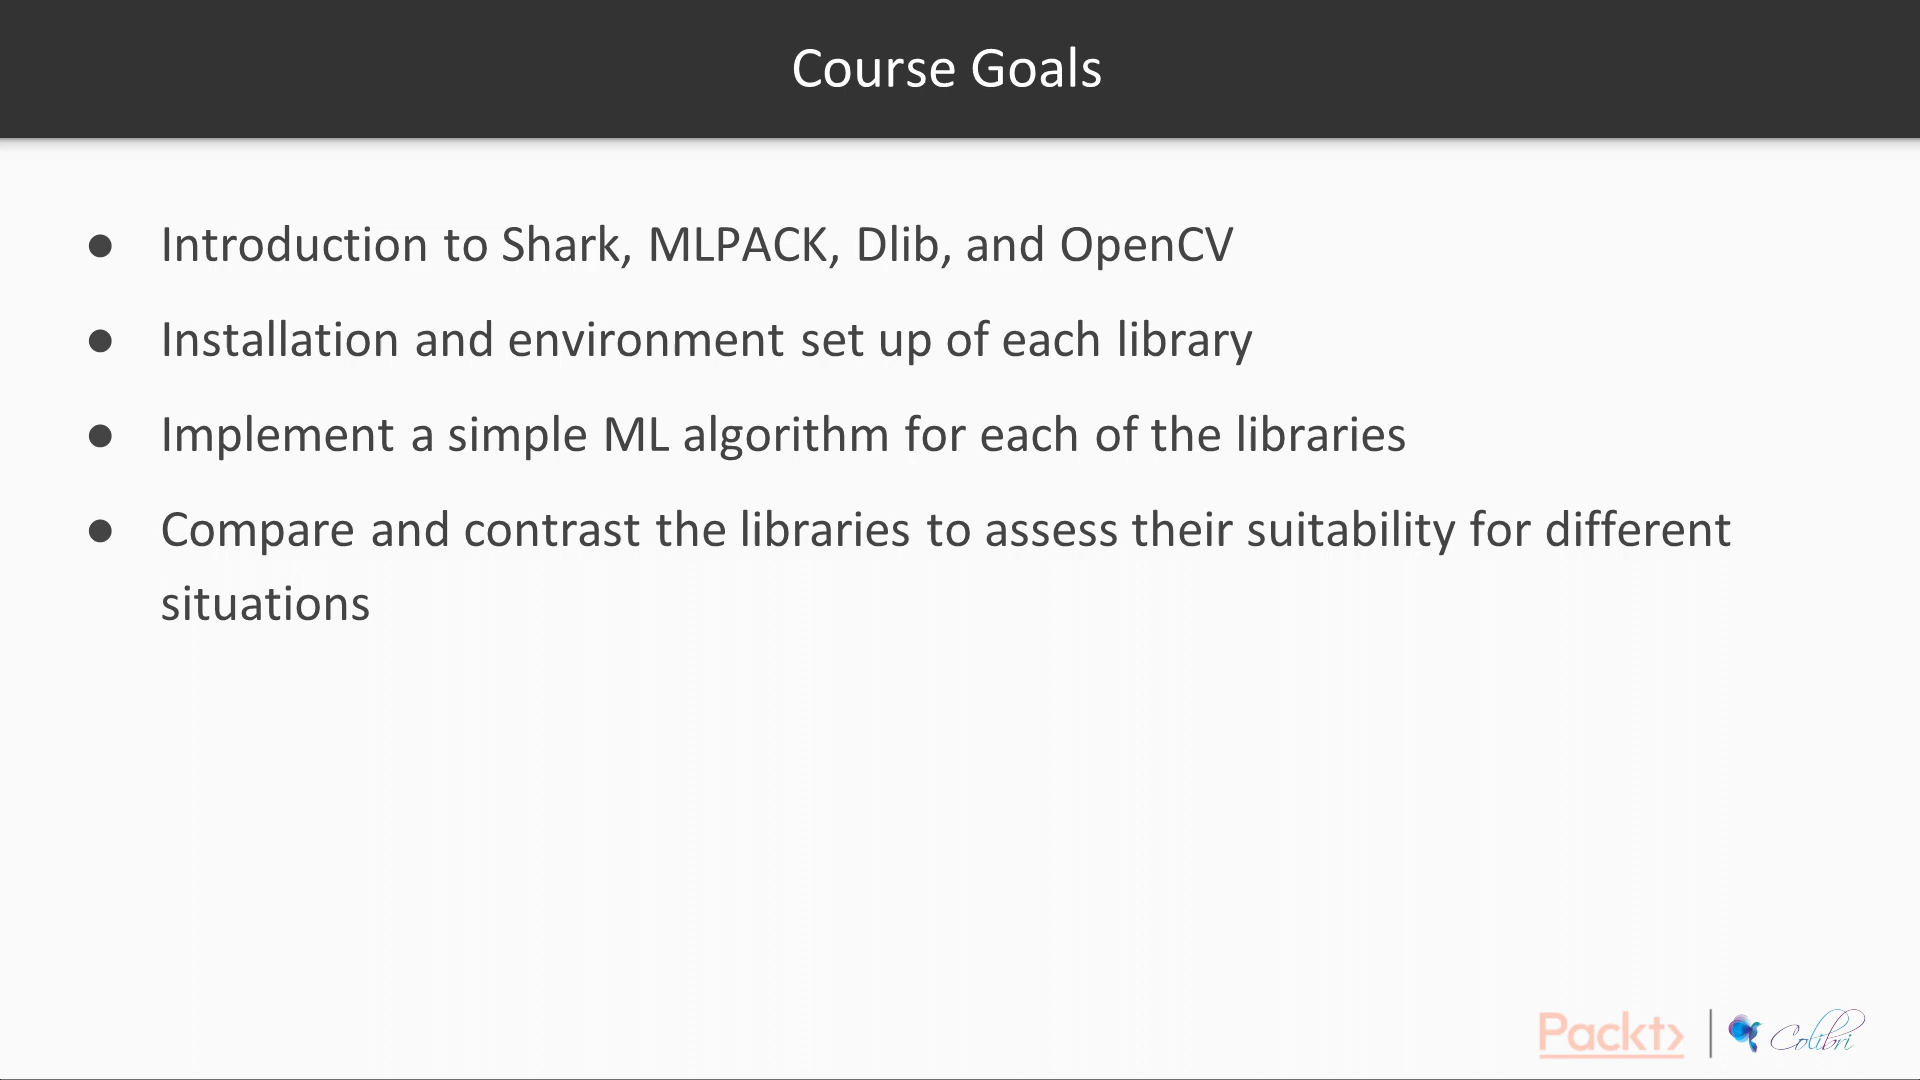 Course Goals
● Introduction to Shark, MLPACK, Dlib, and OpenCV
● Installation and environment set up of each library
● Implement a simple ML algorithm for each of the libraries
● Compare and contrast the libraries to assess their suitability for different
situations
Packt> | Colibri